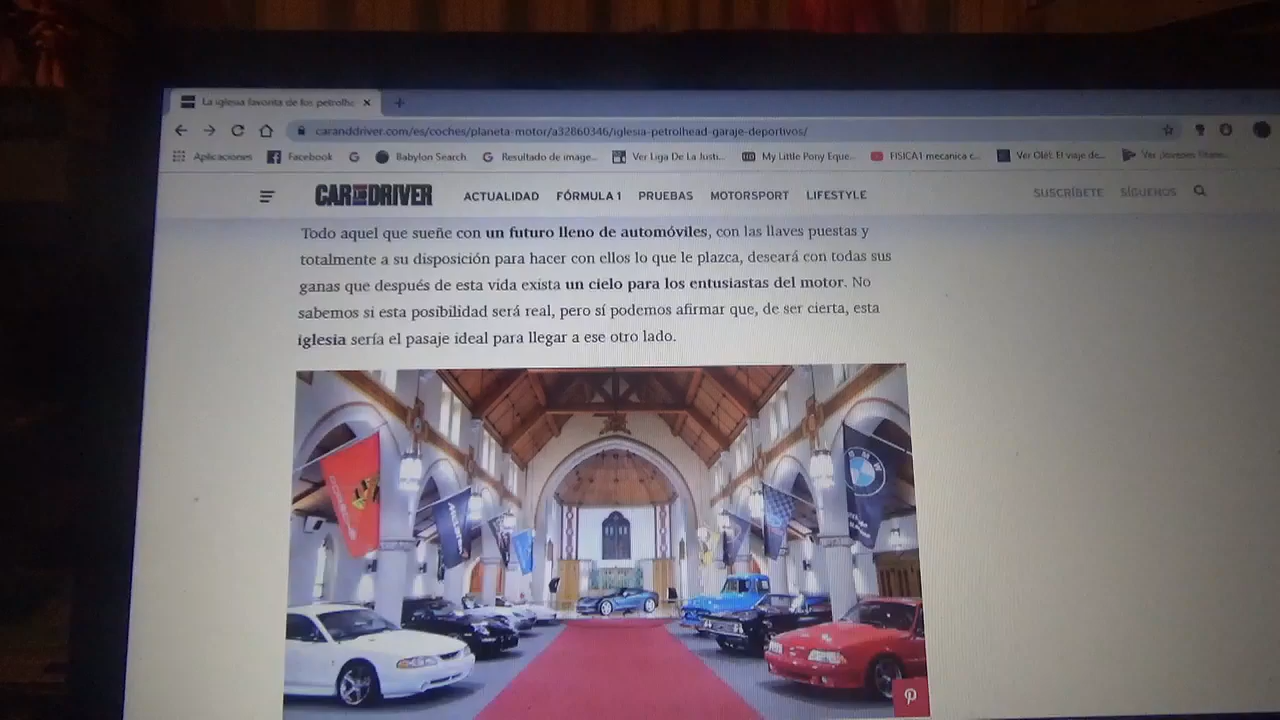 La iglesia favorita de los petrolhe
caranddriver.com/es/coches/planeta-motor/a32860346/iglesia-petrolhead-garaje-deportivos/
Aplicaciones Facebook Babylon Search Resultado de image... Ver Liga De La Justi... My Little Pony Eque... FISICA1 mecanica c... Ver Olé!: El viaje de...
CAR AND DRIVER ACTUALIDAD FÓRMULA 1 PRUEBAS MOTORSPORT LIFESTYLE SUSCRÍBETE SÍGUENOS
Todo aquel que sueñe con un futuro lleno de automóviles, con las llaves puestas y
totalmente a su disposición para hacer con ellos lo que le plazca, deseará con todas sus
ganas que después de esta vida exista un cielo para los entusiastas del motor. No
sabemos si esta posibilidad será real, pero sí podemos afirmar que, de ser cierta, esta
iglesia sería el pasaje ideal para llegar a ese otro lado.
PORSCHE
BMW